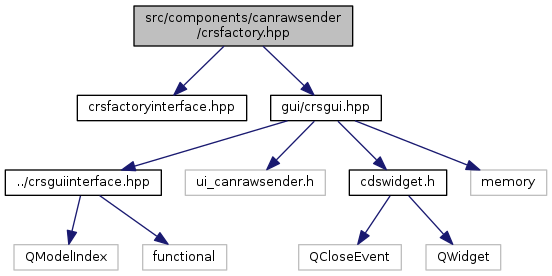 src/components/canrawsender
/crsfactory.hpp
crsfactoryinterface.hpp
gui/crsgui.hpp
../crsguiinterface.hpp
ui_canrawsender.h
cdswidget.h
memory
QModelIndex
functional
QCloseEvent
QWidget